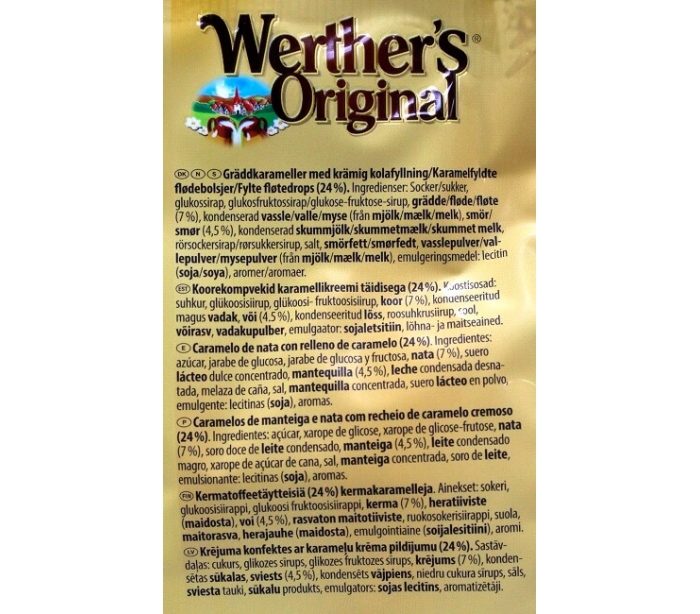 Werther's®
Original
DK N S Gräddkarameller med krämig kolafyllning/Karamelfyldte
flødebolsjer/Fylte fløtedrops (24 %). Ingredienser: Socker/sukker,
glukossirap, glukosfruktossirap/glukose-fruktose-sirup, grädde/fløde/fløte
(7 %), kondenserad vassle/valle/myse (från mjölk/mælk/melk), smör/
smør (4,5 %), kondenserad skummjölk/skummetmælk/skummet melk,
rörsockersirap/rørsukkersirup, salt, smörfett/smørfedt, vasslepulver/val-
lepulver/mysepulver (från mjölk/mælk/melk), emulgeringsmedel: lecitin
(soja/soya), aromer/aromaer.
EST Koorekompvekid karamellikreemi täidisega (24 %). Koostisosad:
suhkur, glükoosiisiirup, glükoosi- fruktoosisiirup, koor (7 %), kondenseeritud
magus vadak, või (4,5 %), kondenseeritud lõss, roosuhkrusiirup, sool,
võirasv, vadakupulber, emulgaator: sojaletsitiin, lõhna- ja maitseained.
E Caramelo de nata con relleno de caramelo (24 %). Ingredientes:
azúcar, jarabe de glucosa, jarabe de glucosa y fructosa, nata (7 %), suero
lácteo dulce concentrado, mantequilla (4,5 %), leche condensada desna-
tada, melaza de caña, sal, mantequilla concentrada, suero lácteo en polvo,
emulgente: lecitinas (soja), aromas.
P Caramelos de manteiga e nata com recheio de caramelo cremoso
(24 %). Ingredientes: açúcar, xarope de glicose, xarope de glicose-frutose, nata
(7 %), soro doce de leite condensado, manteiga (4,5 %), leite condensado
magro, xarope de açúcar de cana, sal, manteiga concentrada, soro de leite,
emulsionante: lecitinas (soja), aromas.
FIN Kermatoffeetäytteisiä (24 %) kermakaramelleja. Ainekset: sokeri,
glukoosisiirappi, glukoosi fruktoosisiirappi, kerma (7 %), heratiiviste
(maidosta), voi (4,5 %), rasvaton maitotiiviste, ruokosokerisiirappi, suola,
maitorasva, herajauhe (maidosta), emulgointiaine (soijalesitiini), aromi.
LV Krējuma konfektes ar karameļu krēma pildījumu (24 %). Sastāv-
daļas: cukurs, glikozes sīrups, glikozes fruktozes sīrups, krējums (7 %), konden-
sētas sūkalas, sviests (4,5 %), kondensēts vājpiens, niedru cukura sīrups, sāls,
sviesta tauki, sūkalu produkts, emulgators: sojas lecitīns, aromatizētāji.